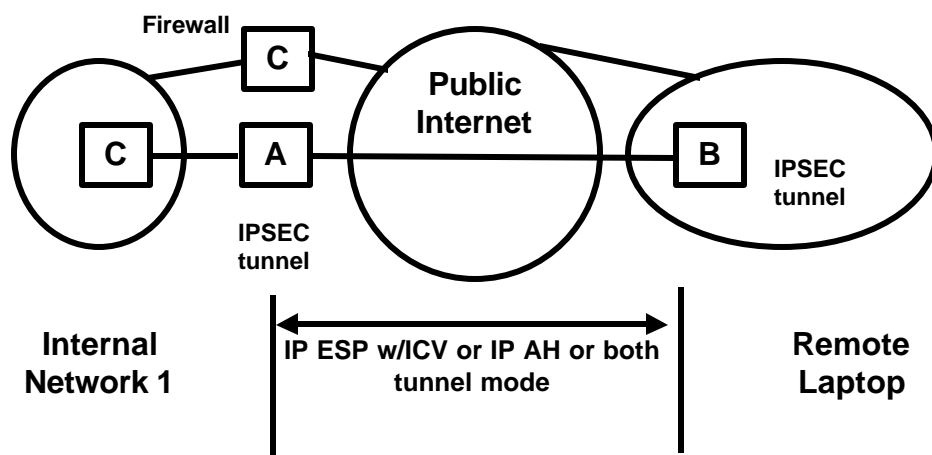 Firewall
C
Public
Internet
C
A
B
IPSEC
tunnel
IPSEC
tunnel
Internal
Network 1
IP ESP w/ICV or IP AH or both
tunnel mode
Remote
Laptop